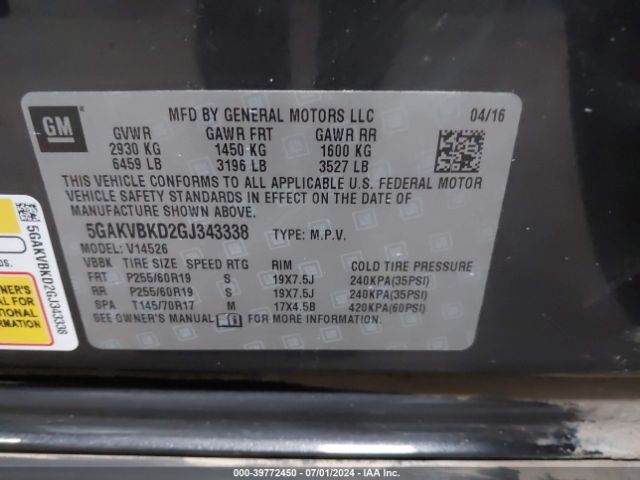 GM
MFD BY GENERAL MOTORS LLC 04/16
GVWR GAWR FRT GAWR RR
2930 KG 1450 KG 1600 KG
6459 LB 3196 LB 3527 LB
THIS VEHICLE CONFORMS TO ALL APPLICABLE U.S. FEDERAL MOTOR
VEHICLE SAFETY STANDARDS IN EFFECT ON THE DATE OF
MANUFACTURE SHOWN ABOVE.
5GAKVBKD2GJ343338 TYPE: M.P.V.
MODEL: V14526
VBBK TIRE SIZE SPEED RTG RIM COLD TIRE PRESSURE
FRT P255/60R19 S 19X7.5J 240KPA(35PSI)
RR P255/60R19 S 19X7.5J 240KPA(35PSI)
SPA T145/70R17 M 17X4.5B 420KPA(60PSI)
SEE OWNER'S MANUAL FOR MORE INFORMATION.
5GAKVBKD2GJ343338
WNER'S
FOR
ONAL
RMATION
000-39772450 - 07/01/2024 - IAA Inc.